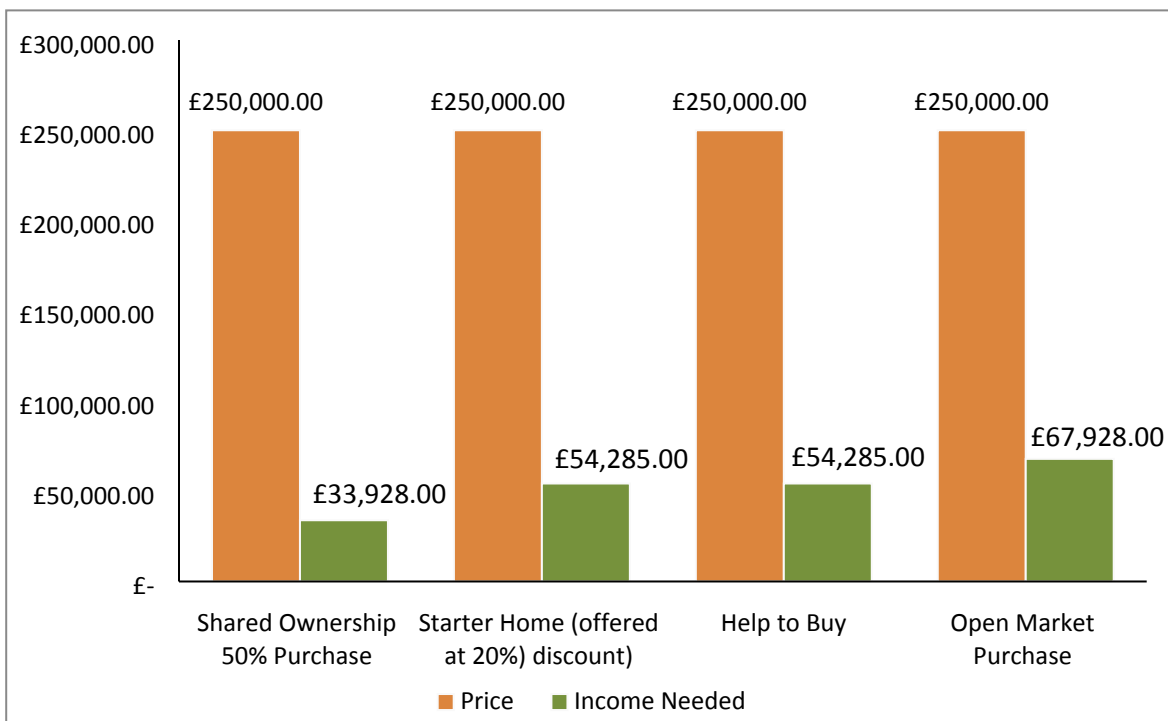 £300,000.00
£250,000.00
£200,000.00
£150,000.00
£100,000.00
£50,000.00
£-
£250,000.00 £250,000.00 £250,000.00 £250,000.00
£33,928.00 £54,285.00 £54,285.00 £67,928.00
Shared Ownership
50% Purchase
Starter Home (offered
at 20%) discount)
Help to Buy
Open Market
Purchase
Price Income Needed